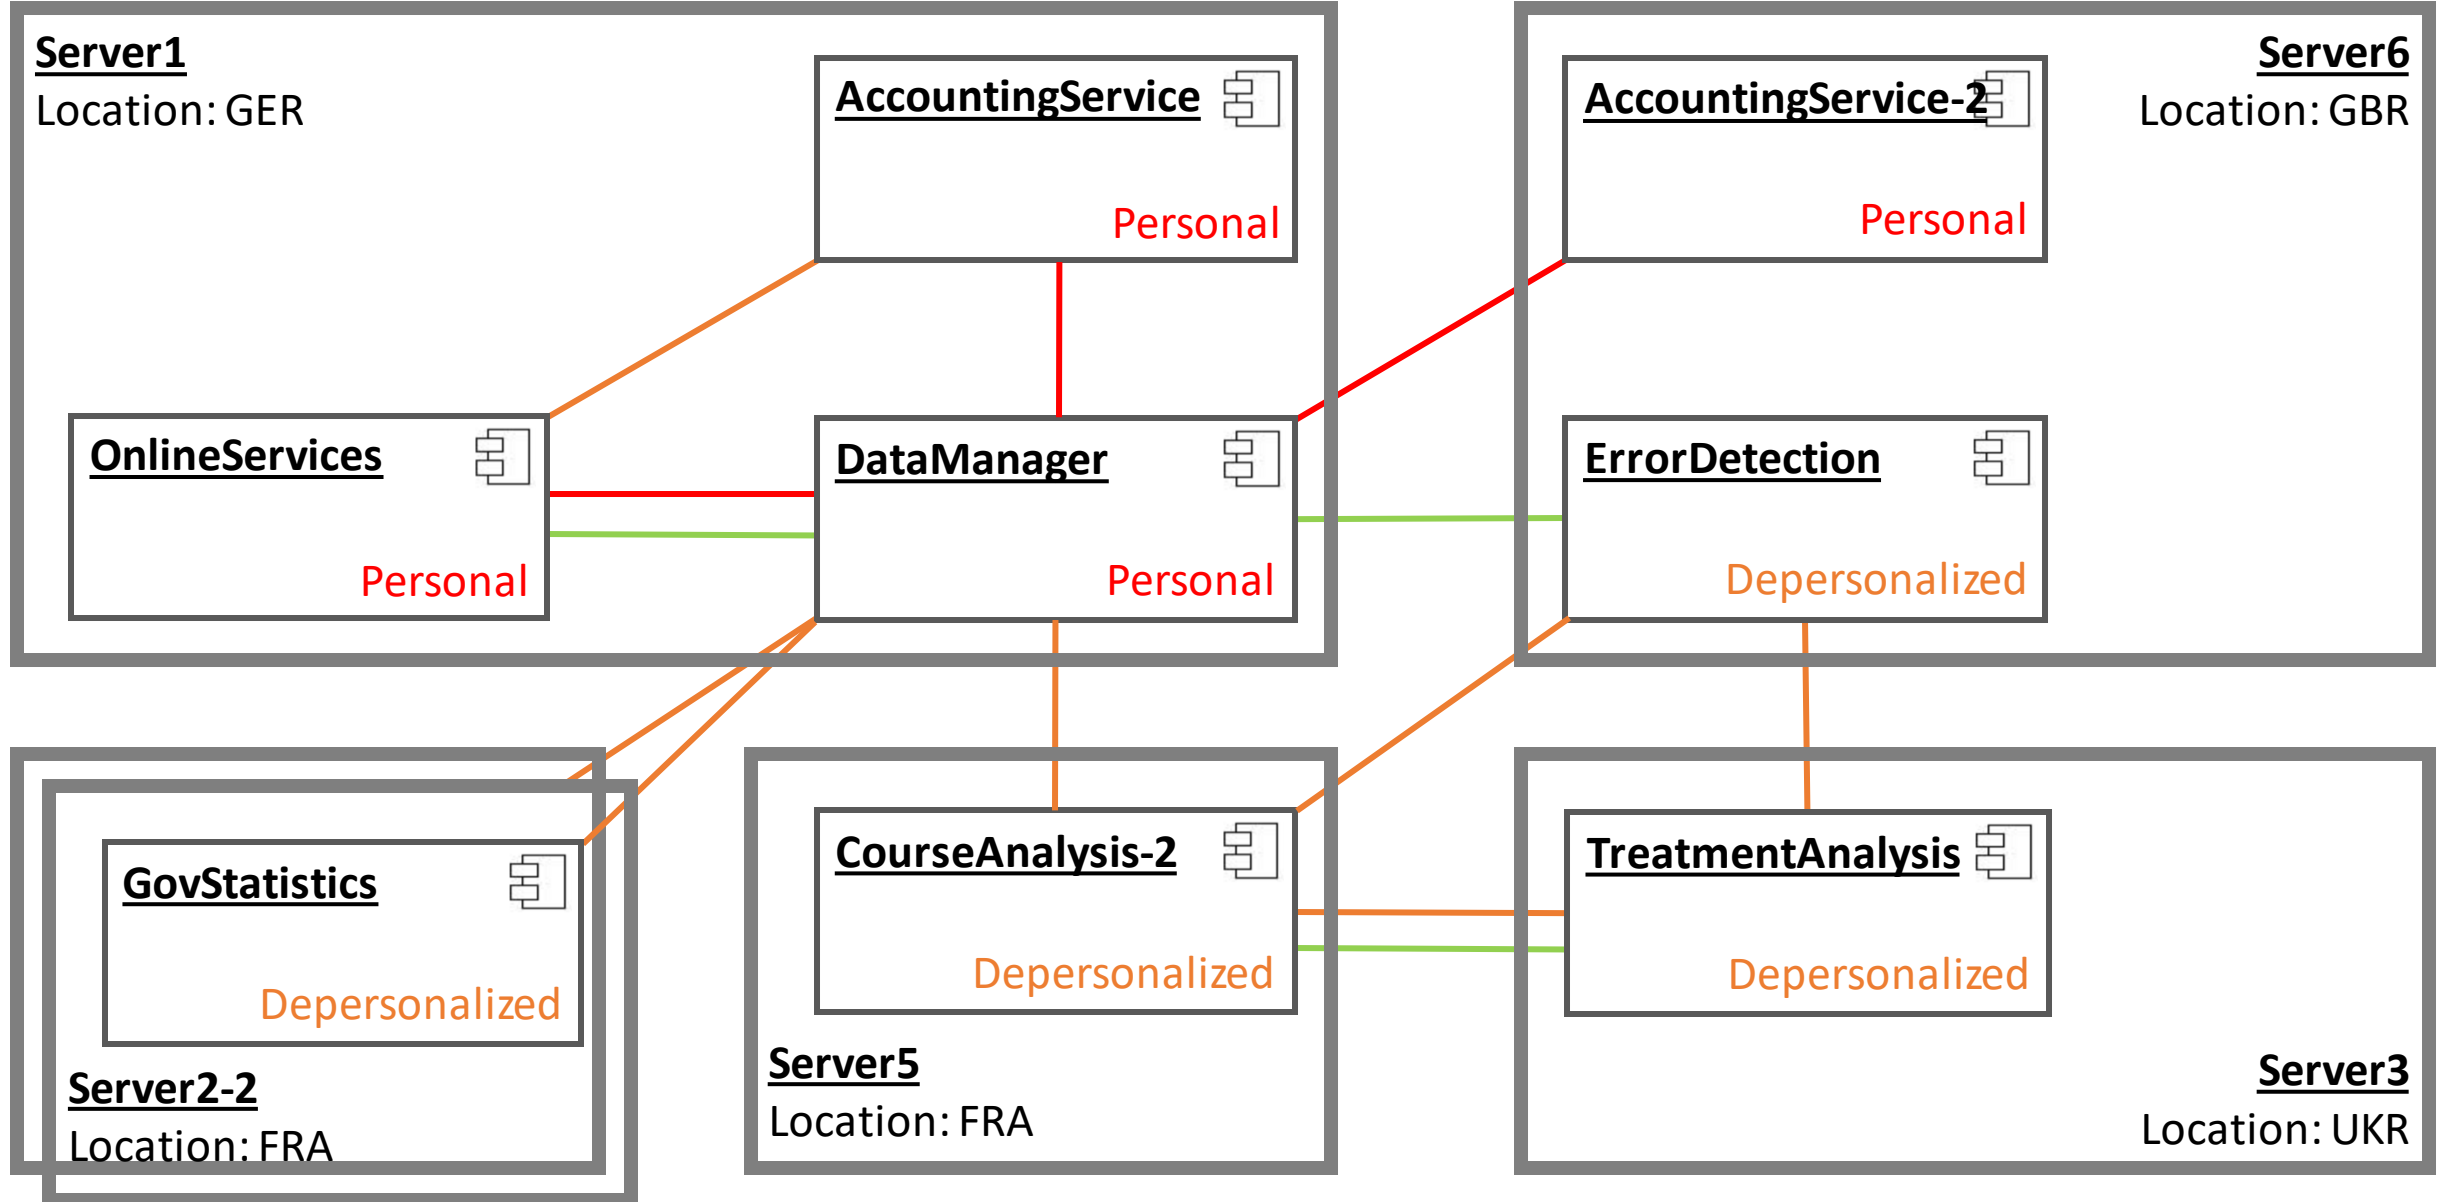 Server1
Location: GER
AccountingService
Personal
OnlineServices
Personal
DataManager
Personal
Server6
Location: GBR
AccountingService-2
Personal
ErrorDetection
Depersonalized
GovStatistics
Depersonalized
Server2-2
Location: FRA
CourseAnalysis-2
Depersonalized
Server5
Location: FRA
TreatmentAnalysis
Depersonalized
Server3
Location: UKR